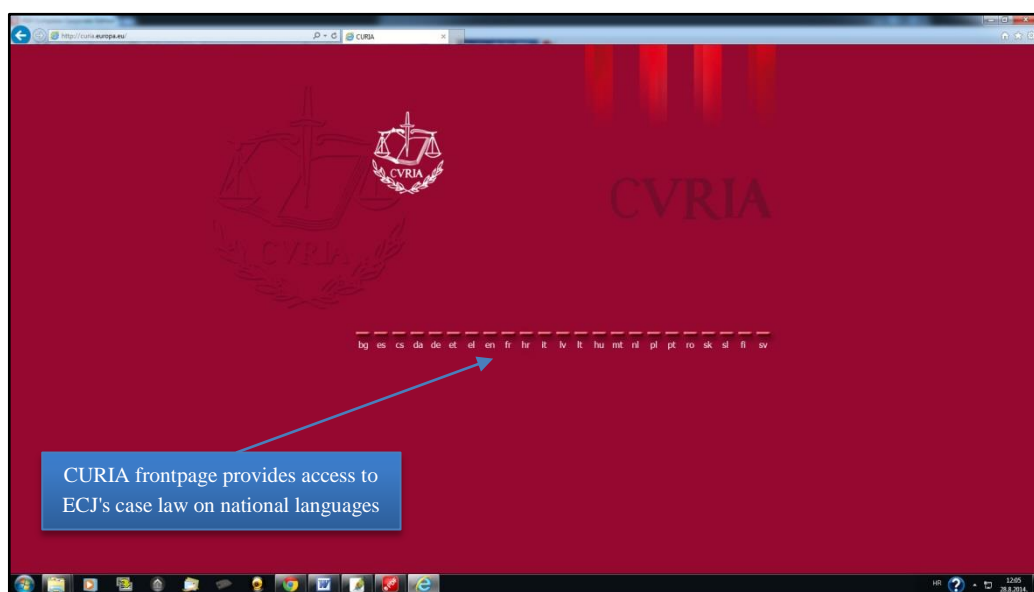 http://curia.europa.eu/
CURIA
CVRIA
CVRIA
CVRIA
bg es cs da de et el en fr hr it lv lt hu mt nl pl pt ro sk sl fi sv
CURIA frontpage provides access to
ECJ's case law on national languages
HR
12:05
28.8.2014.